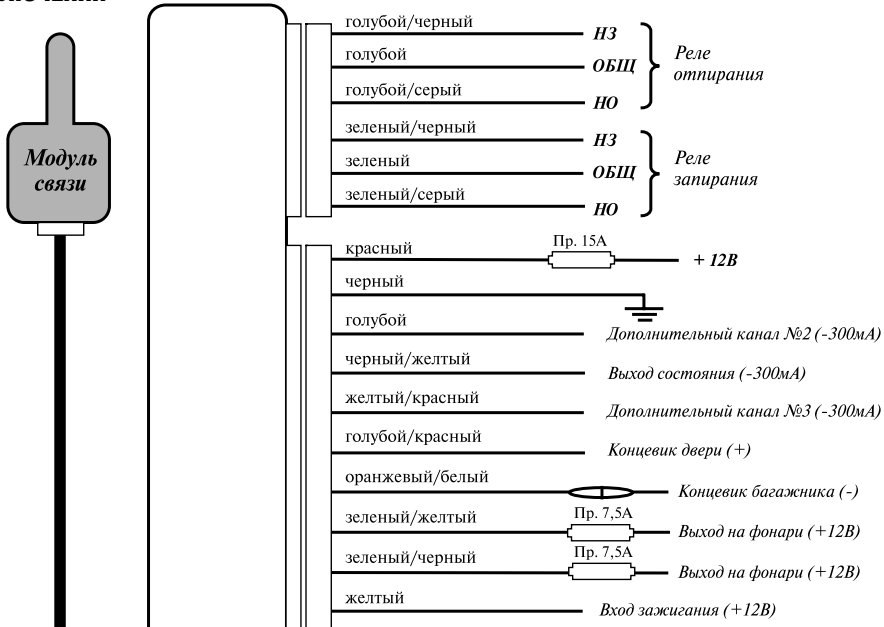 голубой/черный
НЗ
голубой
ОБЩ
Реле
отпирания
голубой/серый
НО
зеленый/черный
НЗ
зеленый
ОБЩ
Реле
запирания
зеленый/серый
НО
Модуль
связи
красный
Пр. 15А
+ 12В
черный
голубой
Дополнительный канал №2 (-300мА)
черный/желтый
Выход состояния (-300мА)
желтый/красный
Дополнительный канал №3 (-300мА)
голубой/красный
Концевик двери (+)
оранжевый/белый
Концевик багажника (-)
зеленый/желтый
Пр. 7,5А
Выход на фонари (+12В)
зеленый/черный
Пр. 7,5А
Выход на фонари (+12В)
желтый
Вход зажигания (+12В)